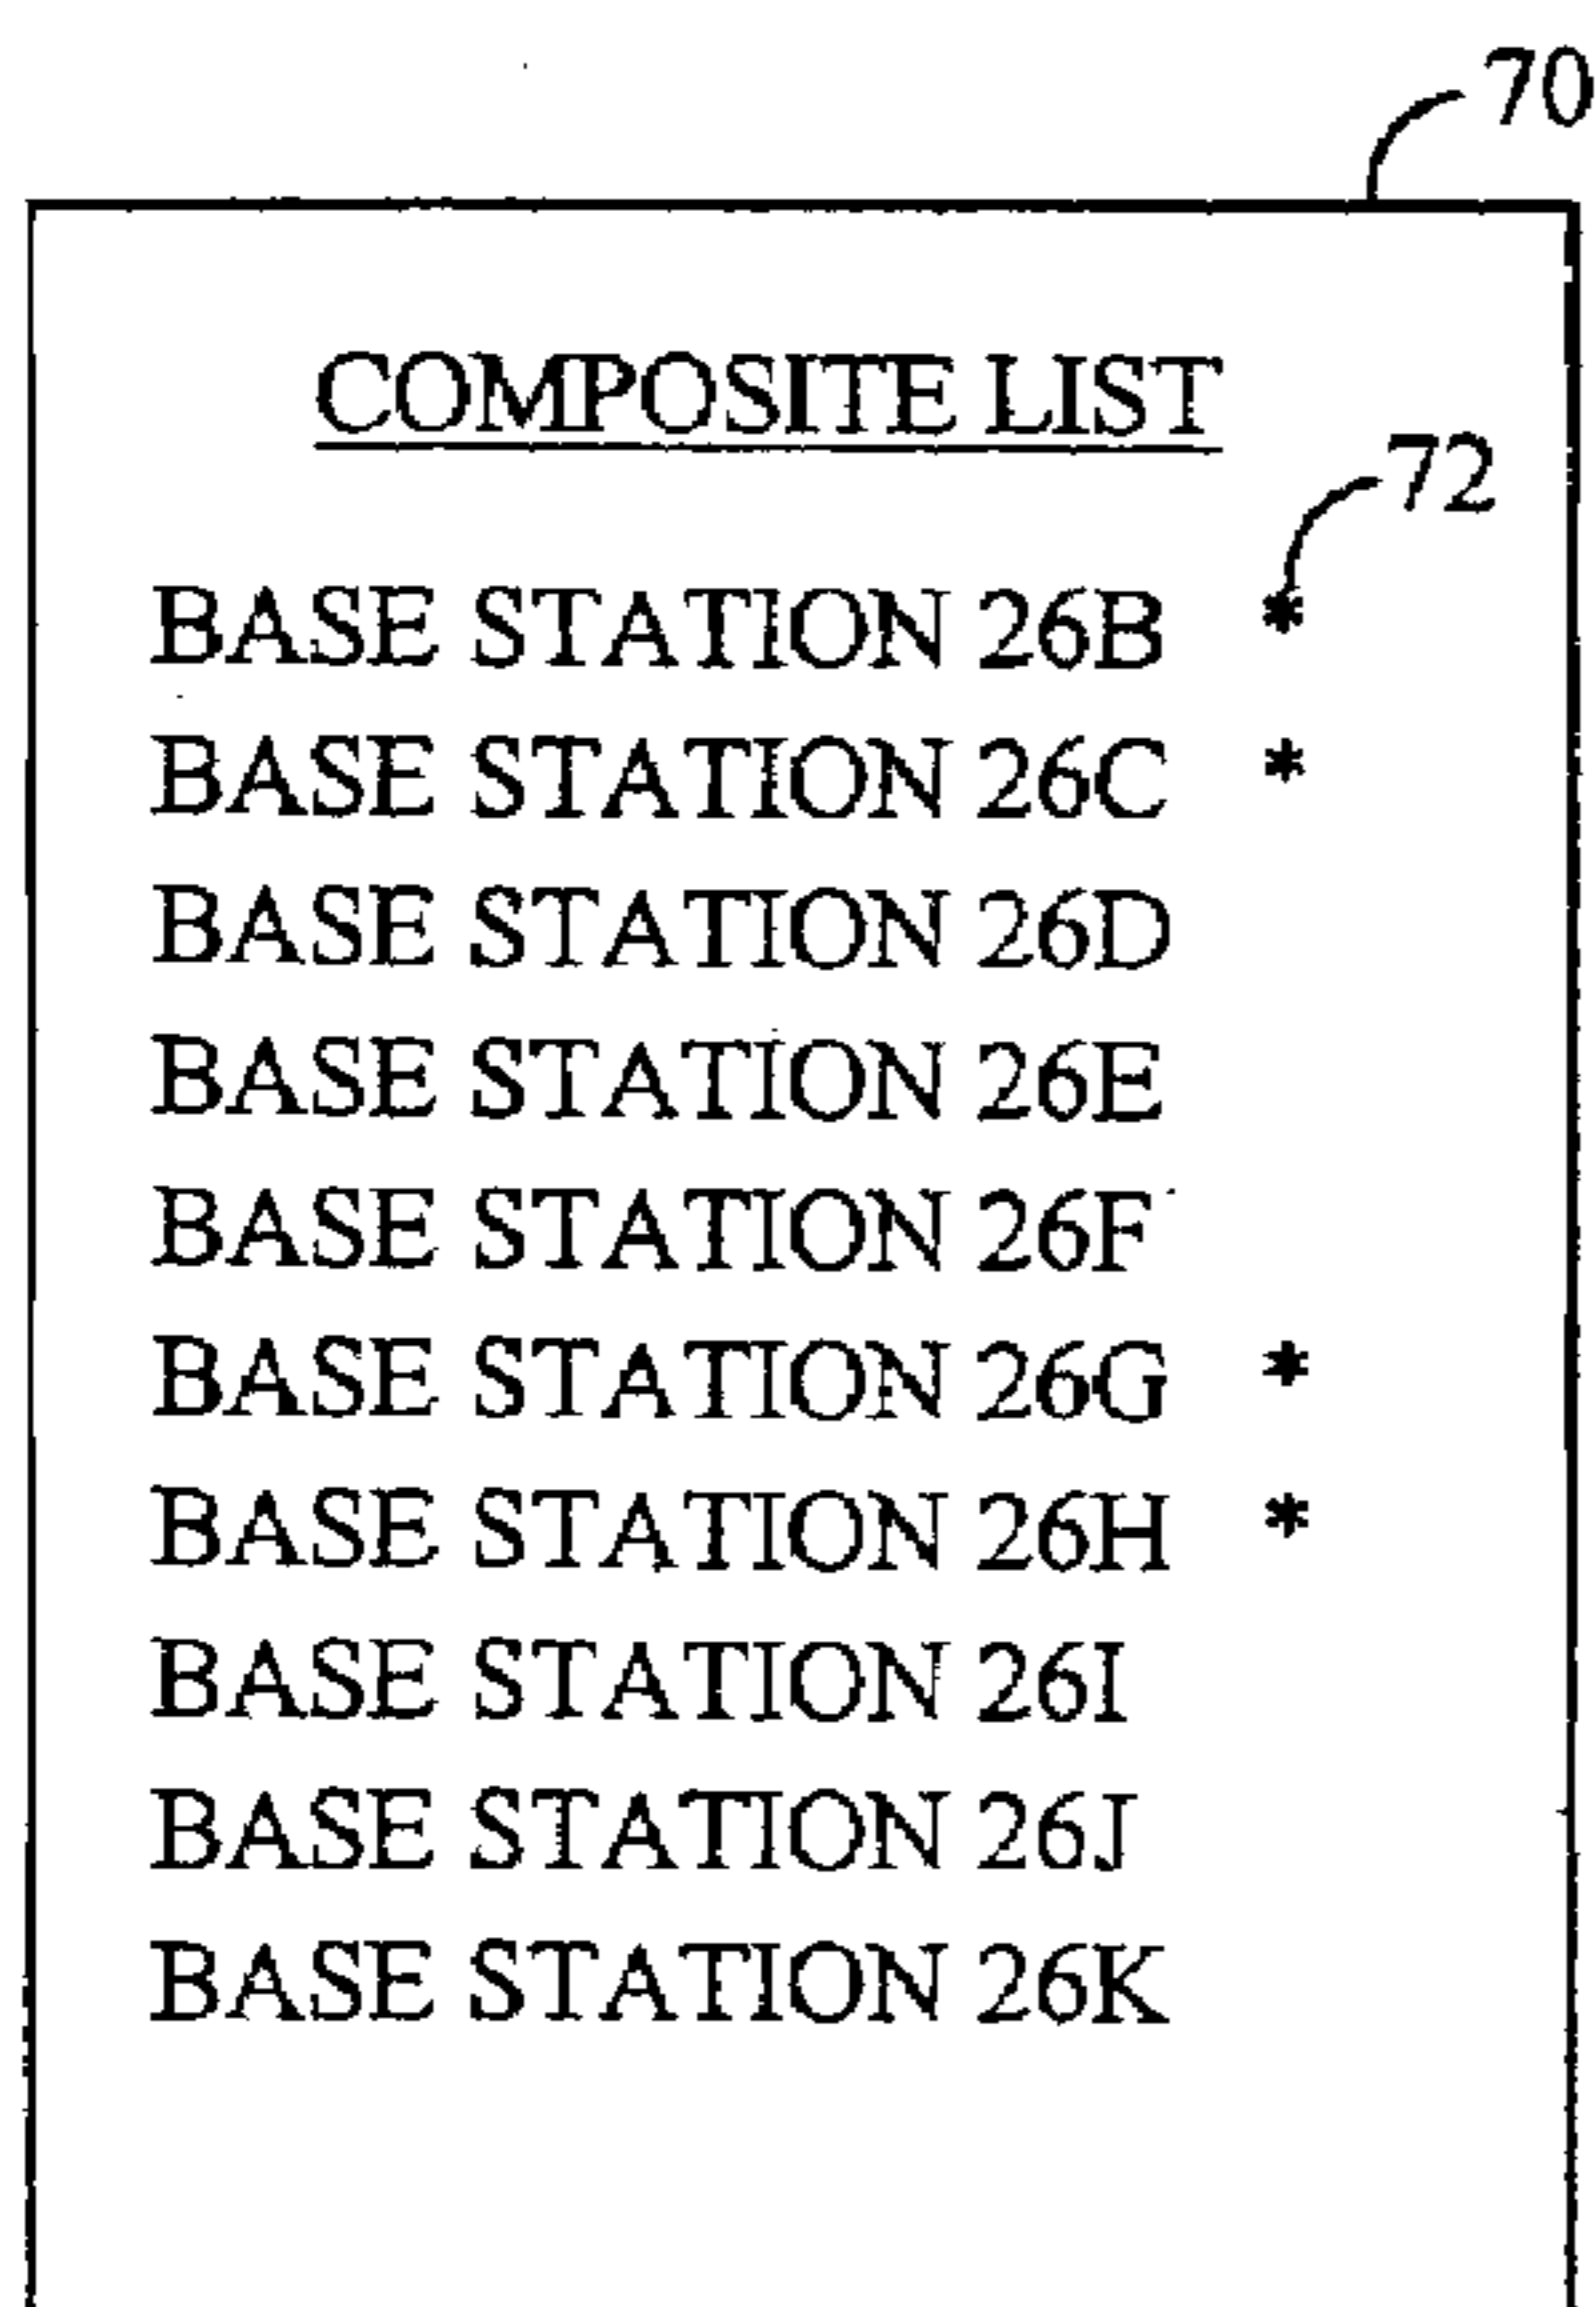 70
COMPOSITE LIST
72
BASE STATION 26B *
BASE STATION 26C *
BASE STATION 26D
BASE STATION 26E
BASE STATION 26F
BASE STATION 26G *
BASE STATION 26H *
BASE STATION 26I
BASE STATION 26J
BASE STATION 26K